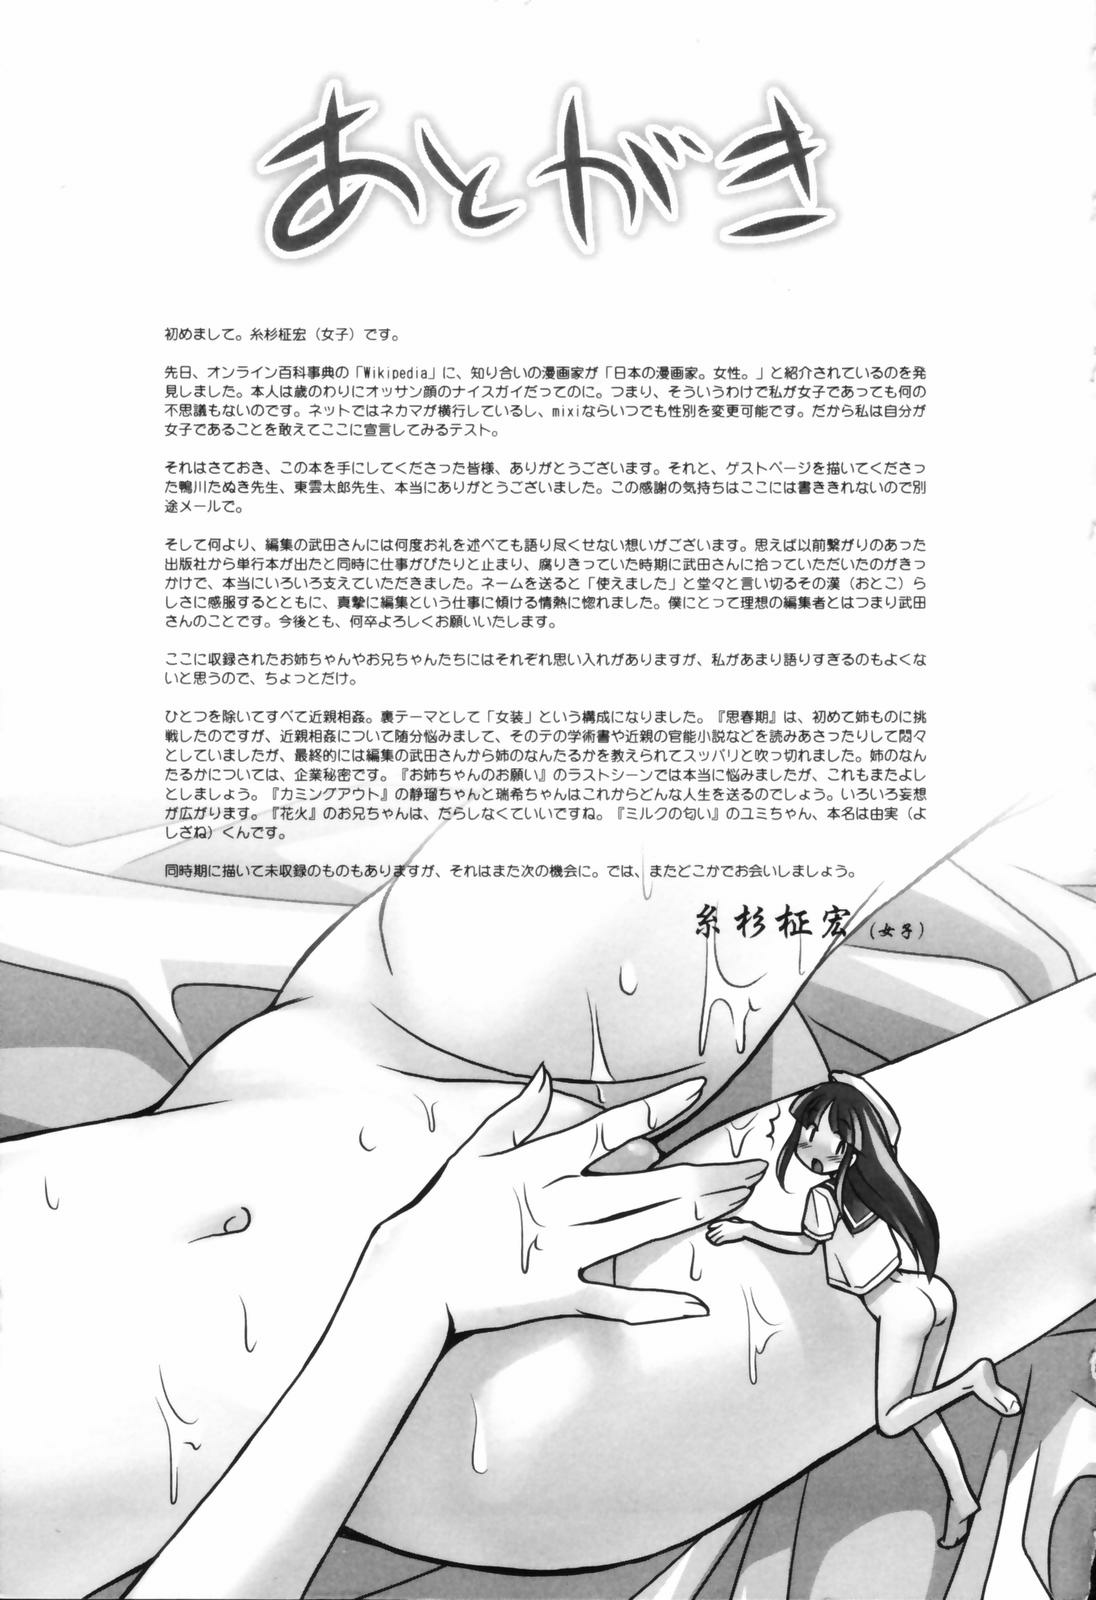 あとがき
初めまして。糸杉柾宏（女子）です。
先日、オンライン百科事典の「Wikipedia」に、知り合いの漫画家が「日本の漫画家。女性。」と紹介されているのを発
見しました。本人は歳のわりにオッサン顔のナイスガイだってのに。つまり、そういうわけで私が女子であっても何の
不思議もないのです。ネットではネカマが横行しているし、mixiならいつでも性別を変更可能です。だから私は自分が
女子であることを敢えてここに宣言してみるテスト。
それはさておき、この本を手にしてくださった皆様、ありがとうございます。それと、ゲストページを描いてくださっ
た鴨川たぬき先生、東雲太郎先生、本当にありがとうございました。この感謝の気持ちはここには書ききれないので別
途メールで。
そして何より、編集の武田さんには何度お礼を述べても語り尽くせない想いがございます。思えば以前繋がりのあった
出版社から単行本が出たと同時に仕事がぴたりと止まり、腐りきっていた時期に武田さんに拾っていただいたのがきっ
かけで、本当にいろいろ支えていただきました。ネームを送ると「使えました」と堂々と言い切るその漢（おとこ）ら
しさに感服するとともに、真摯に編集という仕事に傾ける情熱に惚れました。僕にとって理想の編集者とはつまり武田
さんのことです。今後とも、何卒よろしくお願いいたします。
ここに収録されたお姉ちゃんやお兄ちゃんたちにはそれぞれ思い入れがありますが、私があまり語りすぎるのもよくな
いと思うので、ちょっとだけ。
ひとつを除いてすべて近親相姦。裏テーマとして「女装」という構成になりました。『思春期』は、初めて姉ものに挑
戦したのですが、近親相姦について随分悩みまして、そのテの学術書や近親の官能小説などを読みあさったりして悶々
としていましたが、最終的には編集の武田さんから姉のなんたるかを教えられてスッパリと吹っ切れました。姉のなん
たるかについては、企業秘密です。『お姉ちゃんのお願い』のラストシーンでは本当に悩みましたが、これもまたよし
としましょう。『カミングアウト』の静瑠ちゃんと瑞希ちゃんはこれからどんな人生を送るのでしょう。いろいろ妄想
が広がります。『花火』のお兄ちゃんは、だらしなくていいですね。『ミルクの匂い』のユミちゃん、本名は由実（よ
しざね）くんです。
同時期に描いて未収録のものもありますが、それはまた次の機会に。では、またどこかでお会いしましょう。
糸杉柾宏（女子）